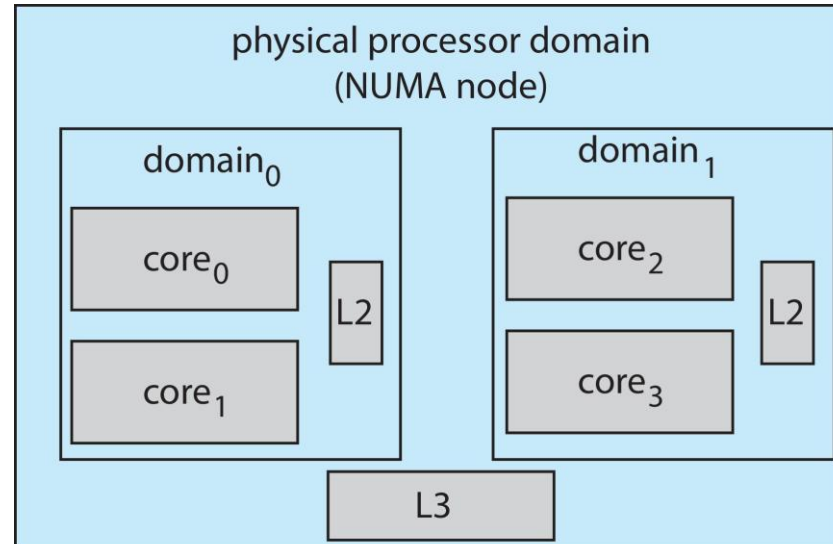 physical processor domain
(NUMA node)
domain₀
core₀
L2
core₁
domain₁
core₂
L2
core₃
L3